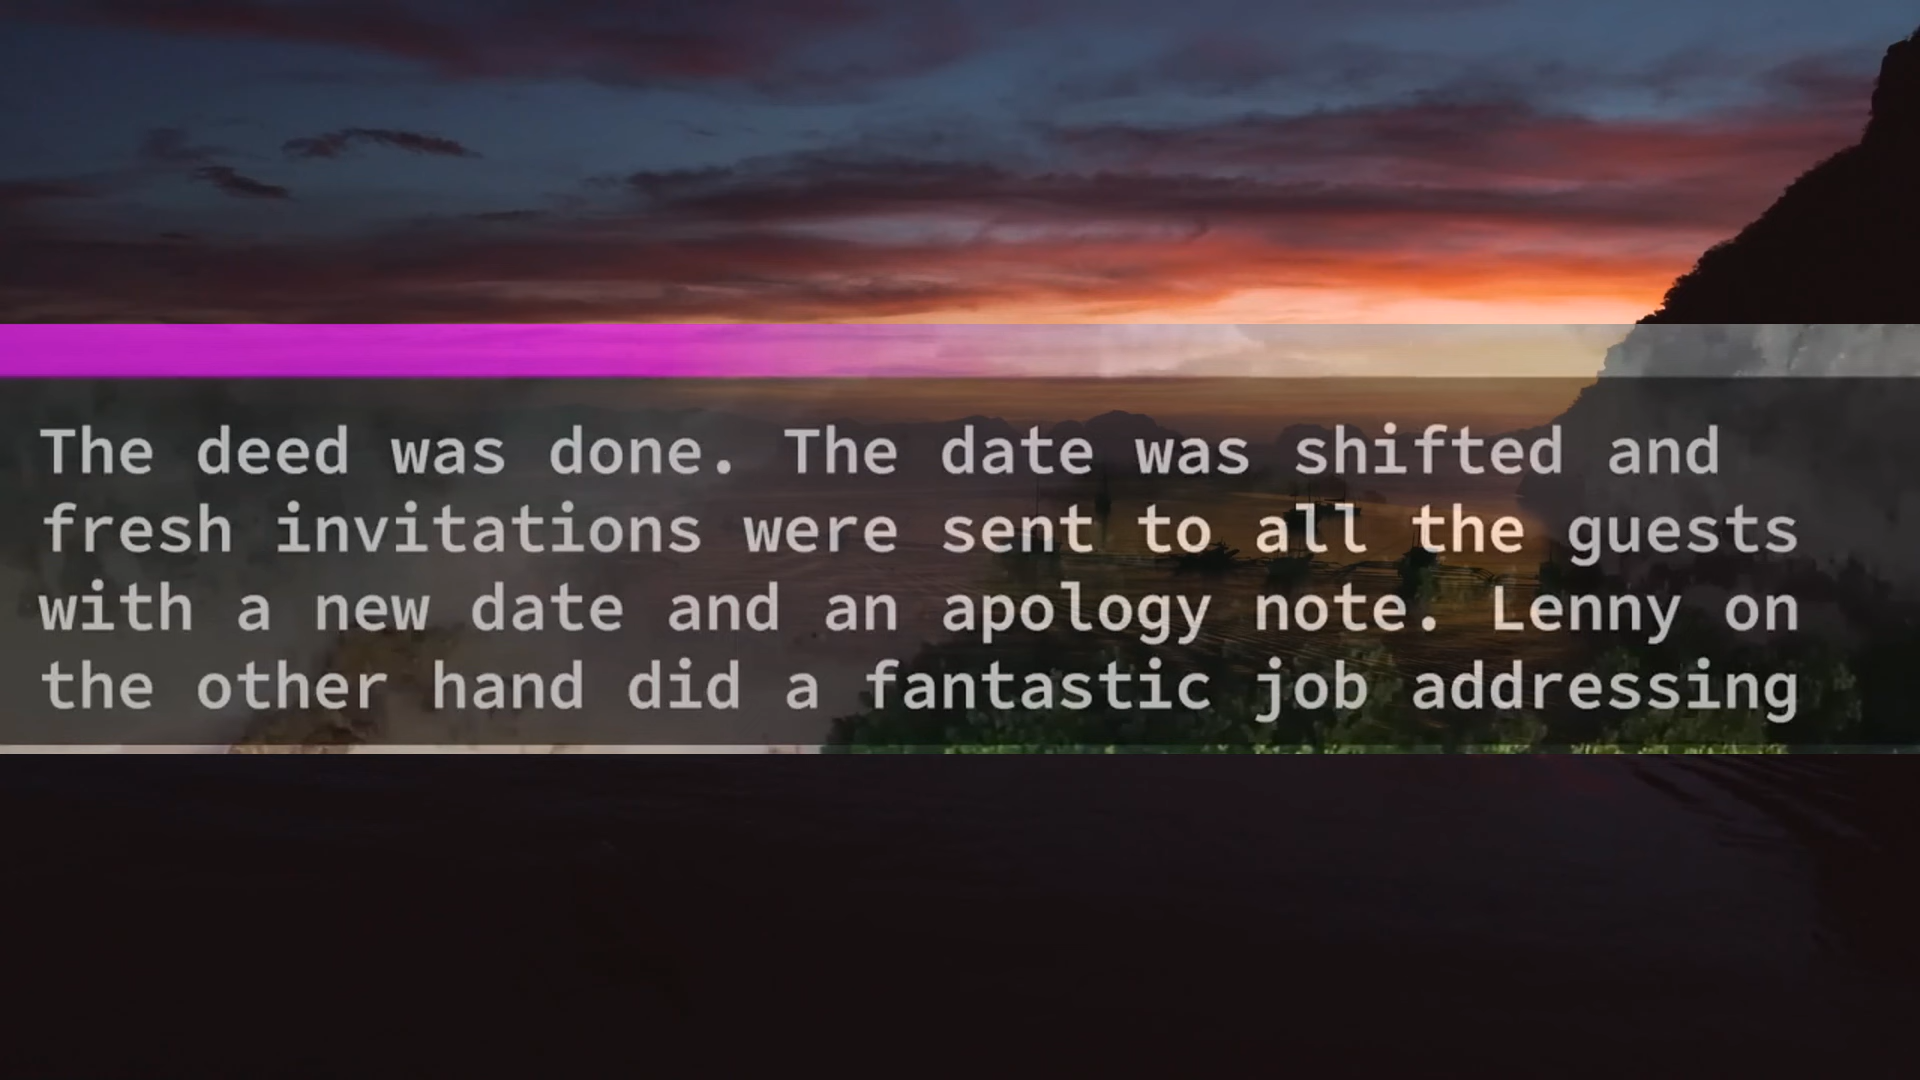 The deed was done. The date was shifted and
fresh invitations were sent to all the guests
with a new date and an apology note. Lenny on
the other hand did a fantastic job addressing